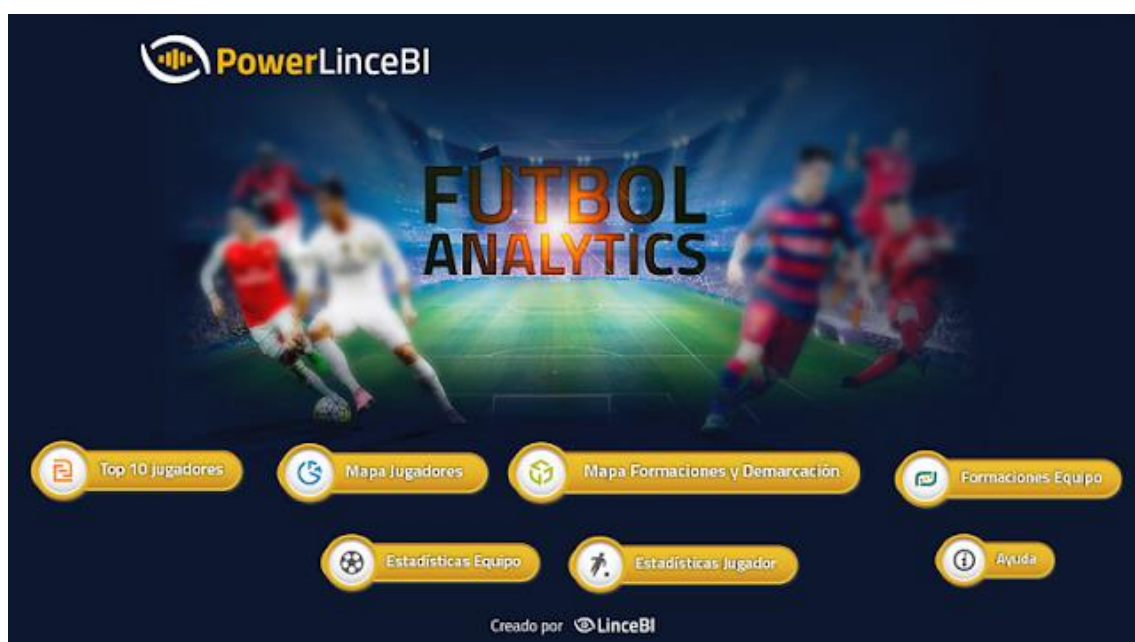 PowerLinceBI
FÚTBOL
ANALYTICS
Top 10 jugadores
Mapa Jugadores
Mapa Formaciones y Demarcación
Formaciones Equipo
Estadísticas Equipo
Estadísticas Jugador
Ayuda
Creado por LinceBI